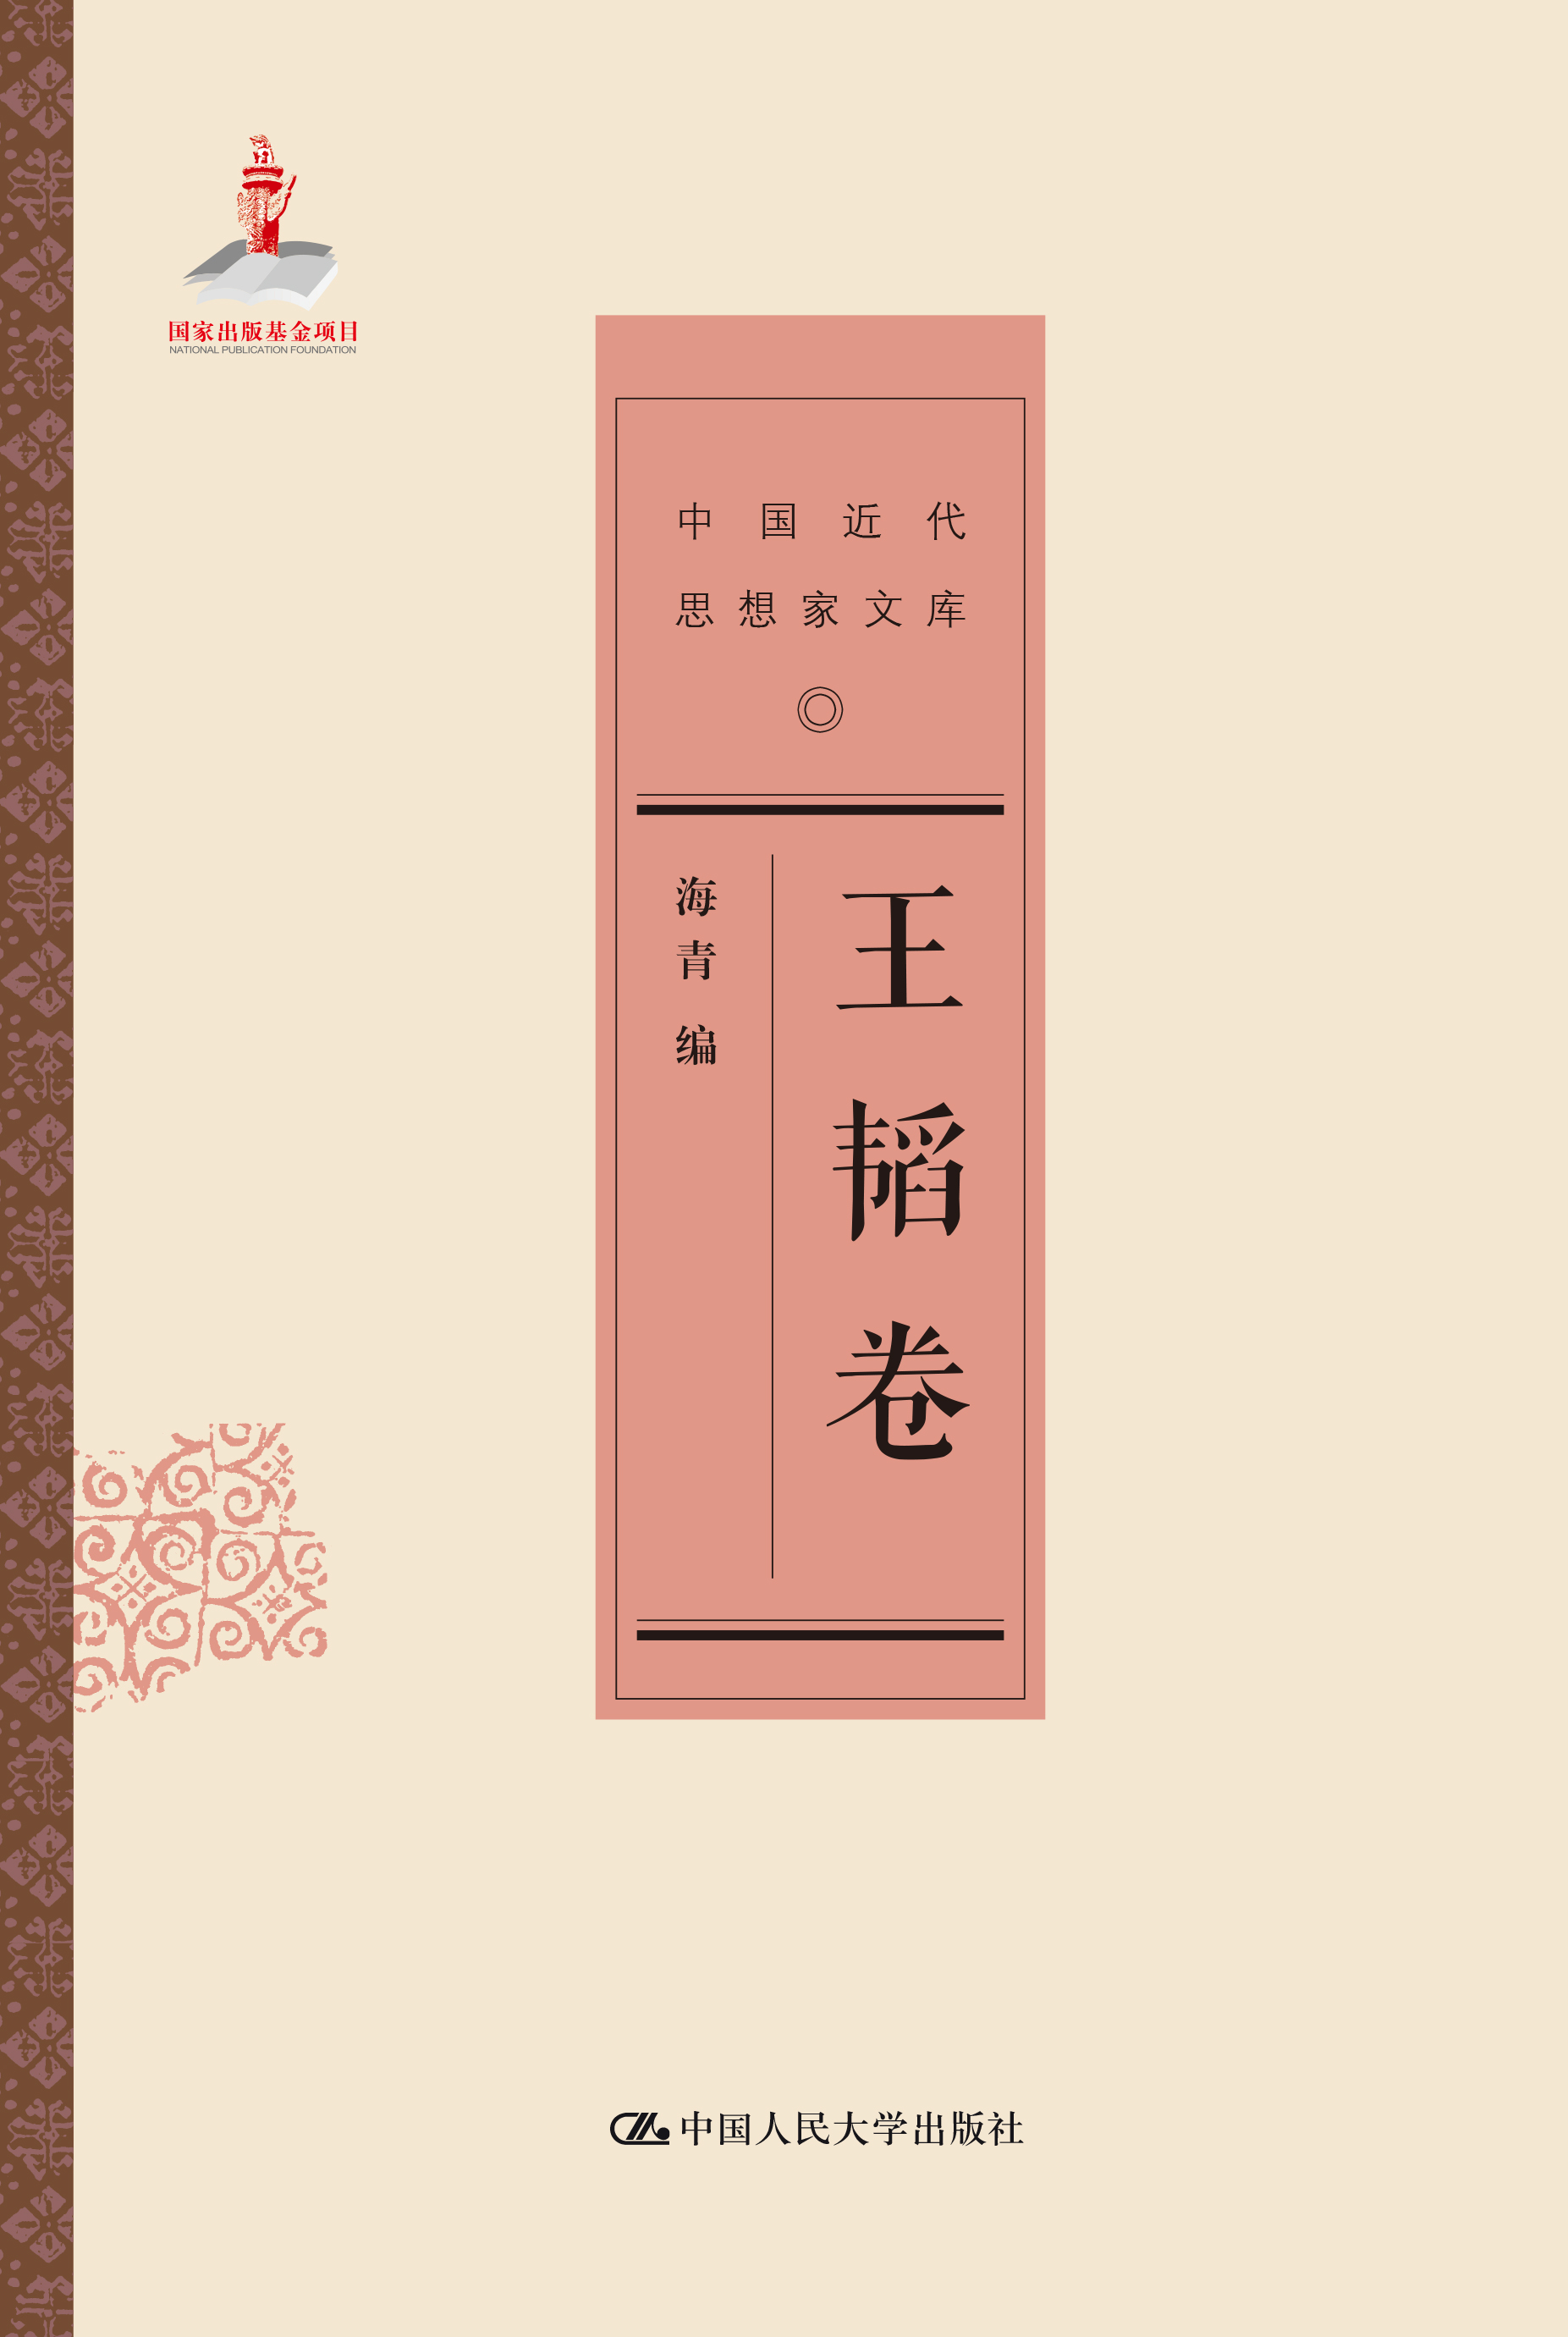 国家出版基金项目
NATIONAL PUBLICATION FOUNDATION
中国近代
思想家文库
王韬卷
海青 编
中国人民大学出版社